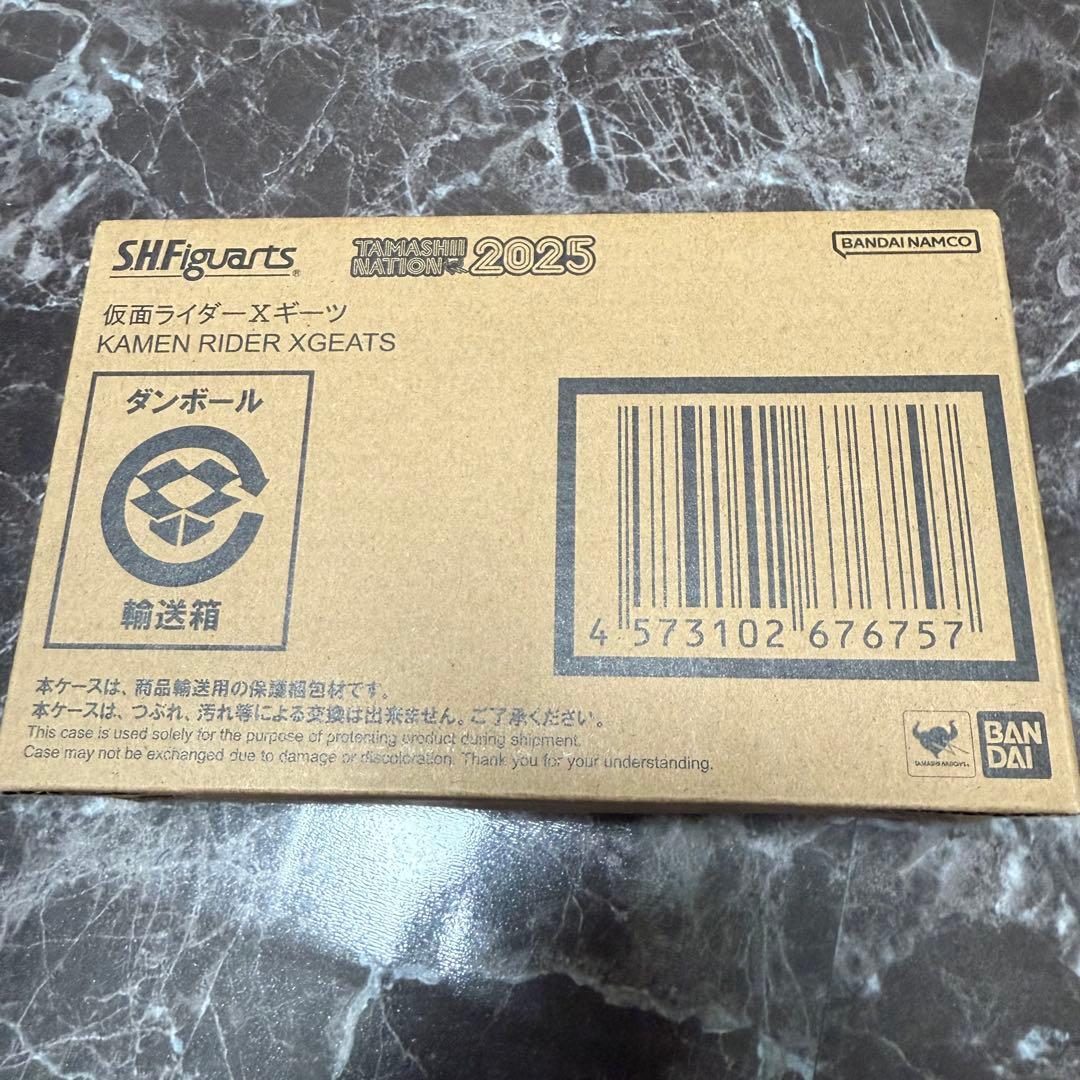 S.H.Figuarts®
TAMASHII NATION 2025
BANDAI NAMCO
仮面ライダーXギーツ
KAMEN RIDER XGEATS
ダンボール
輸送箱
4 573102 676757
本ケースは、商品輸送用の保護梱包材です。
本ケースは、つぶれ、汚れ等による交換は出来ません。ご了承ください。
This case is used solely for the purpose of protecting product during shipment.
Case may not be exchanged due to damage or discoloration. Thank you for your understanding.
TAMASHII NATIONS
BAN
DAI